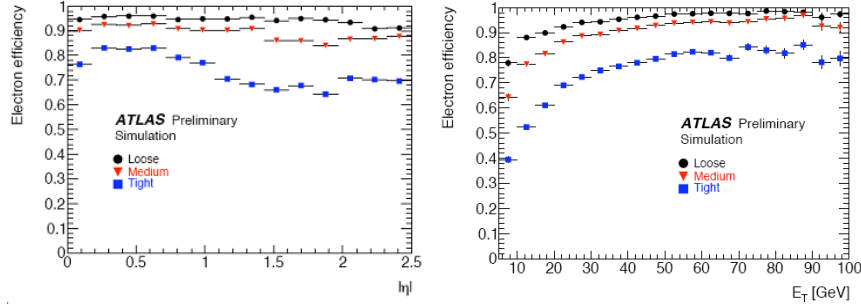 Electron efficiency
1
0.9
0.8
0.7
0.6
0.5
0.4
0.3
0.2
0.1
0
ATLAS Preliminary
Simulation
Loose
Medium
Tight
0 0.5 1 1.5 2 2.5
|η|
Electron efficiency
1
0.9
0.8
0.7
0.6
0.5
0.4
0.3
0.2
0.1
0
ATLAS Preliminary
Simulation
Loose
Medium
Tight
10 20 30 40 50 60 70 80 90 100
E_T [GeV]